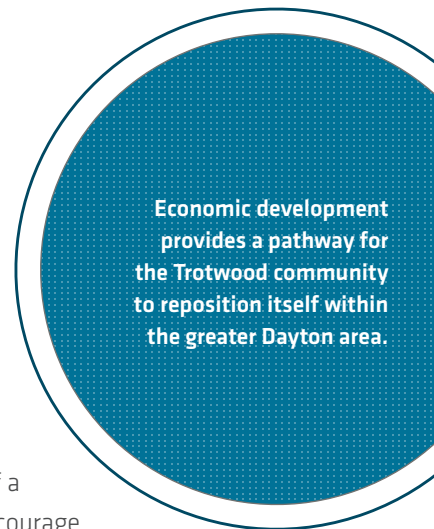 Economic development
provides a pathway for
the Trotwood community
to reposition itself within
the greater Dayton area.
a